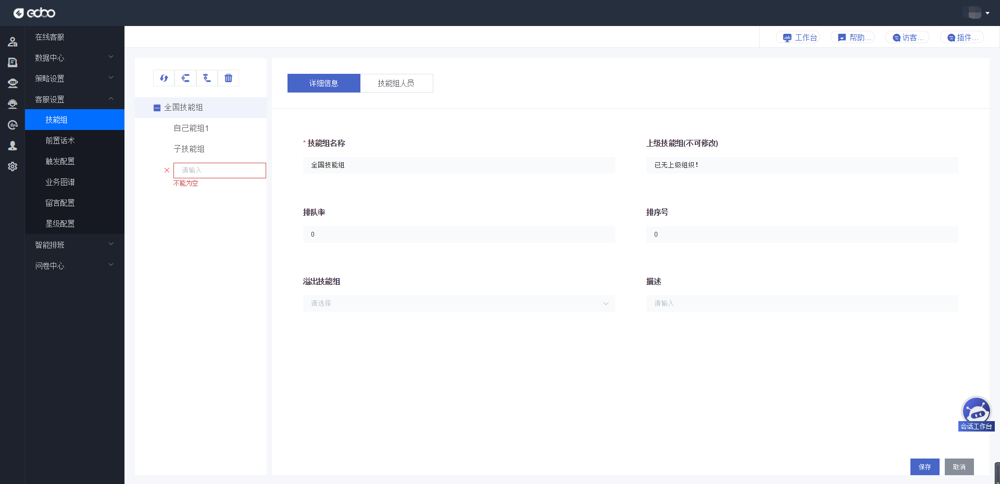 ecbo
在线客服
数据中心
策略设置
客服设置
技能组
前置话术
触发配置
业务图谱
留言配置
星级配置
智能排班
问卷中心
工作台
帮助...
访客...
插件...
全国技能组
自己能组1
子技能组
请输入
不能为空
详细信息
技能组人员
* 技能组名称
上级技能组(不可修改)
全国技能组
已无上级组织!
排队率
排序号
0
0
溢出技能组
描述
请选择
请输入
会话工作台
保存
取消